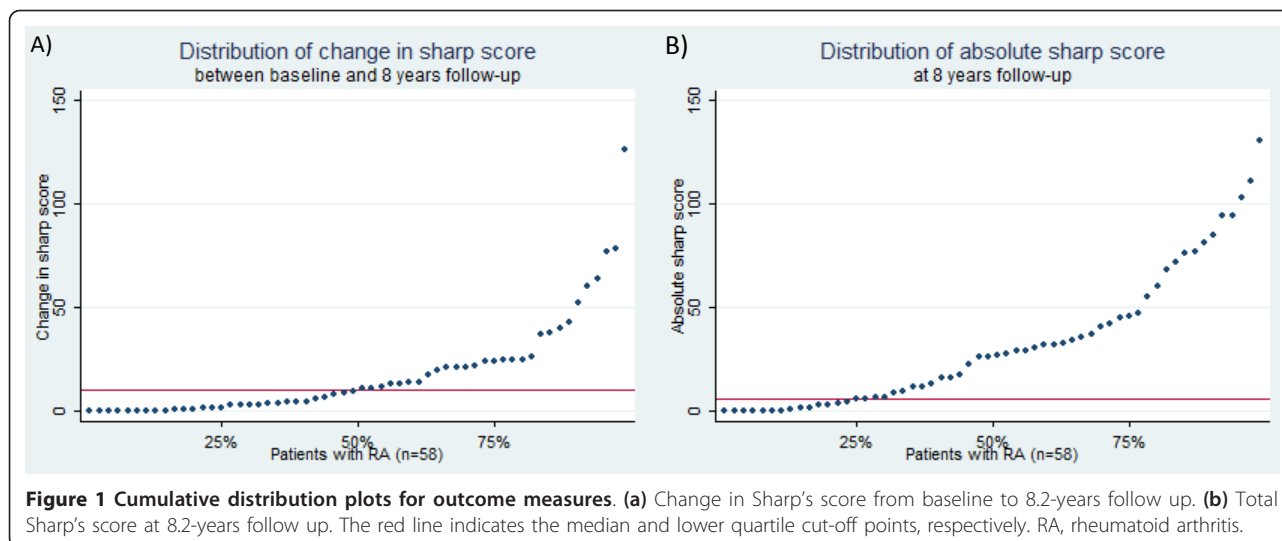 A)
Distribution of change in sharp score
between baseline and 8 years follow-up
Change in sharp score
150
100
50
0
25%
50%
75%
Patients with RA (n=58)
B)
Distribution of absolute sharp score
at 8 years follow-up
Absolute sharp score
150
100
50
0
25%
50%
75%
Patients with RA (n=58)
Figure 1 Cumulative distribution plots for outcome measures. (a) Change in Sharp's score from baseline to 8.2-years follow up. (b) Total
Sharp's score at 8.2-years follow up. The red line indicates the median and lower quartile cut-off points, respectively. RA, rheumatoid arthritis.